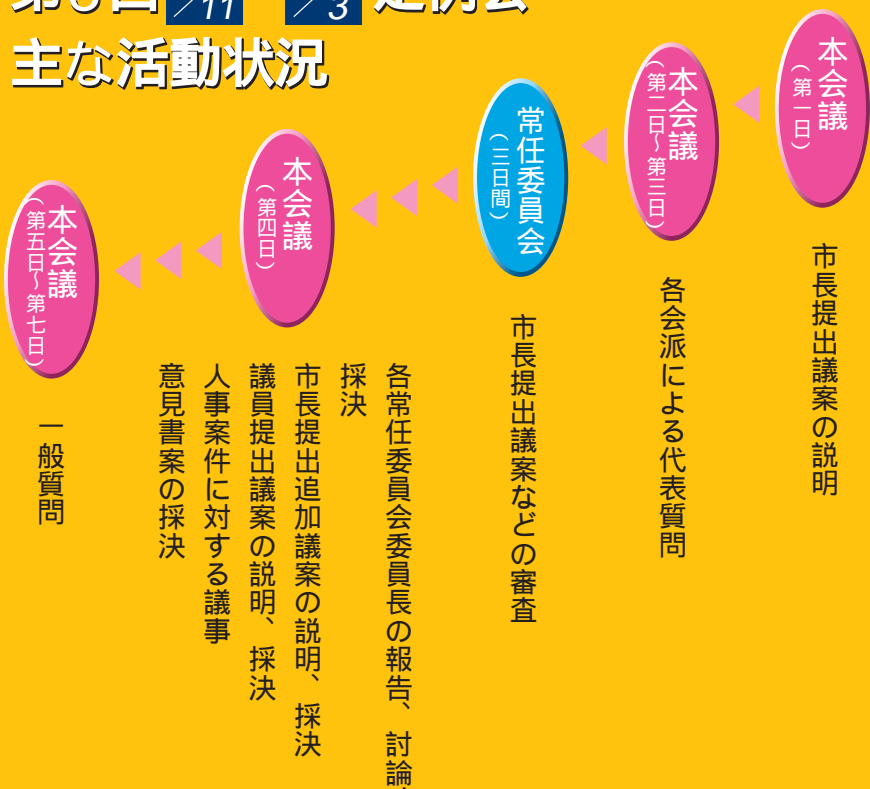 主な活動状況
本会議
(第一日)
市長提出議案の説明
本会議
(第二日~第三日)
各会派による代表質問
常任委員会
(三日間)
市長提出議案などの審査
本会議
(第四日)
各常任委員会委員長の報告、討論
採決
市長提出追加議案の説明、採決
議員提出議案の説明、採決
人事案件に対する議事
意見書案の採決
本会議
(第五日~第七日)
一般質問